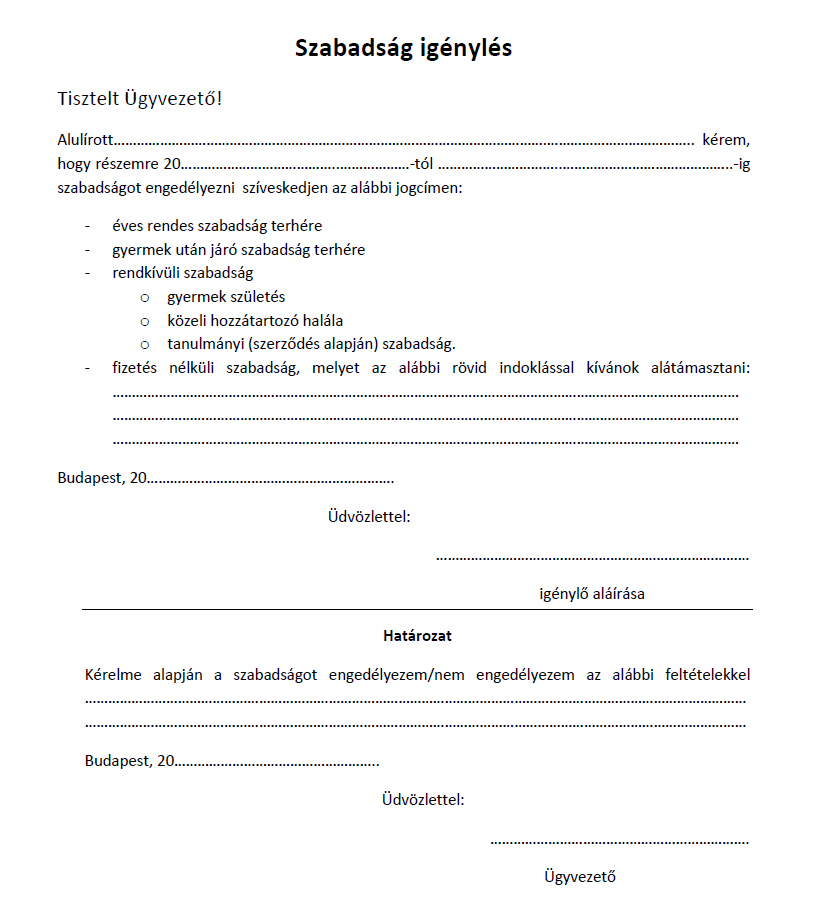 Szabadság igénylés
Tisztelt Ügyvezető!
Alulírott…………………………………………………………………………………………………………………………….. kérem,
hogy részemre 20……………………………………………….…-tól ………………………..…………………………………...-ig
szabadságot engedélyezni  szíveskedjen az alábbi jogcímen:
- éves rendes szabadság terhére
- gyermek után járó szabadság terhére
- rendkívüli szabadság
o gyermek születés
o közeli hozzátartozó halála
o tanulmányi (szerződés alapján) szabadság.
- fizetés nélküli szabadság, melyet az alábbi rövid indoklással kívánok alátámasztani:
………………………………………………………………………………………………………………………………………
………………………………………………………………………………………………………………………………………
………………………………………………………………………………………………………………………………………
Budapest, 20……………………………………………………….
Üdvözlettel:
……………………………………………………………………
igénylő aláírása
Határozat
Kérelme alapján a szabadságot engedélyezem/nem engedélyezem az alábbi feltételekkel
………………………………………………………………………………………………………………………………………………
………………………………………………………………………………………………………………………………………………
Budapest, 20……………………………………………..
Üdvözlettel:
………………………………………………………….
Ügyvezető